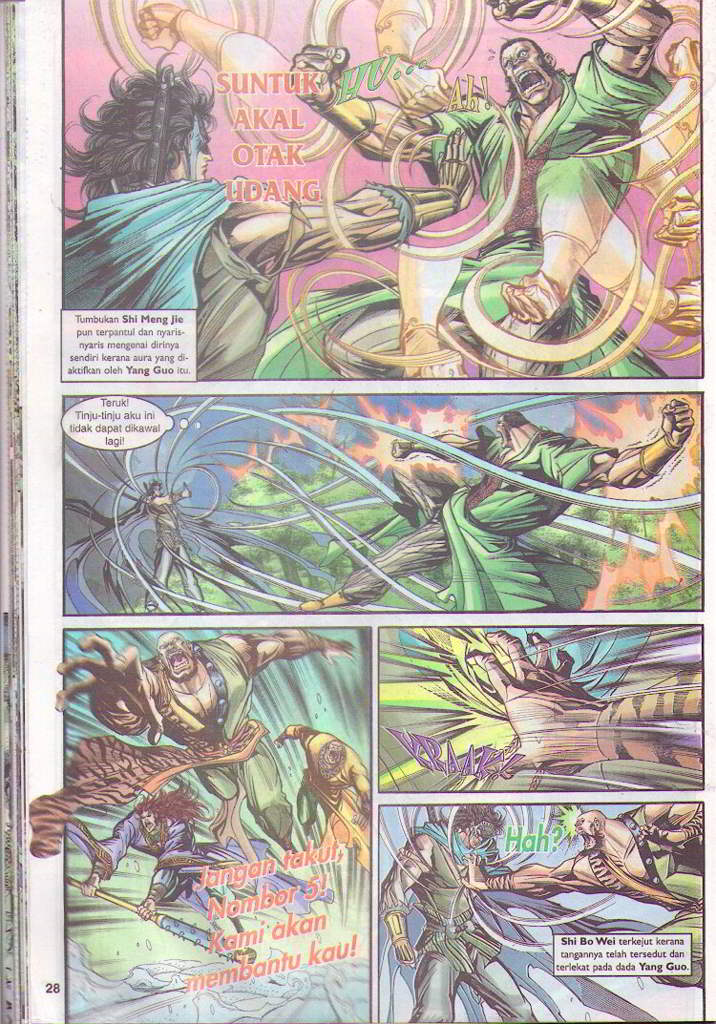 SUNTUK
AKAL
OTAK
UDANG
HU...
Ah!
Tumbukan Shi Meng Jie
pun terpantul dan nyaris-
nyaris mengenai dirinya
sendiri kerana aura yang di-
aktifkan oleh Yang Guo itu.
Teruk!
Tinju-tinju aku ini
tidak dapat dikawal
lagi!
Jangan takut,
Nombor 5!
Kami akan
membantu kau!
KRAAK
Hah?
Shi Bo Wei terkejut kerana
tangannya telah tersedut dan
terlekat pada dada Yang Guo.
28